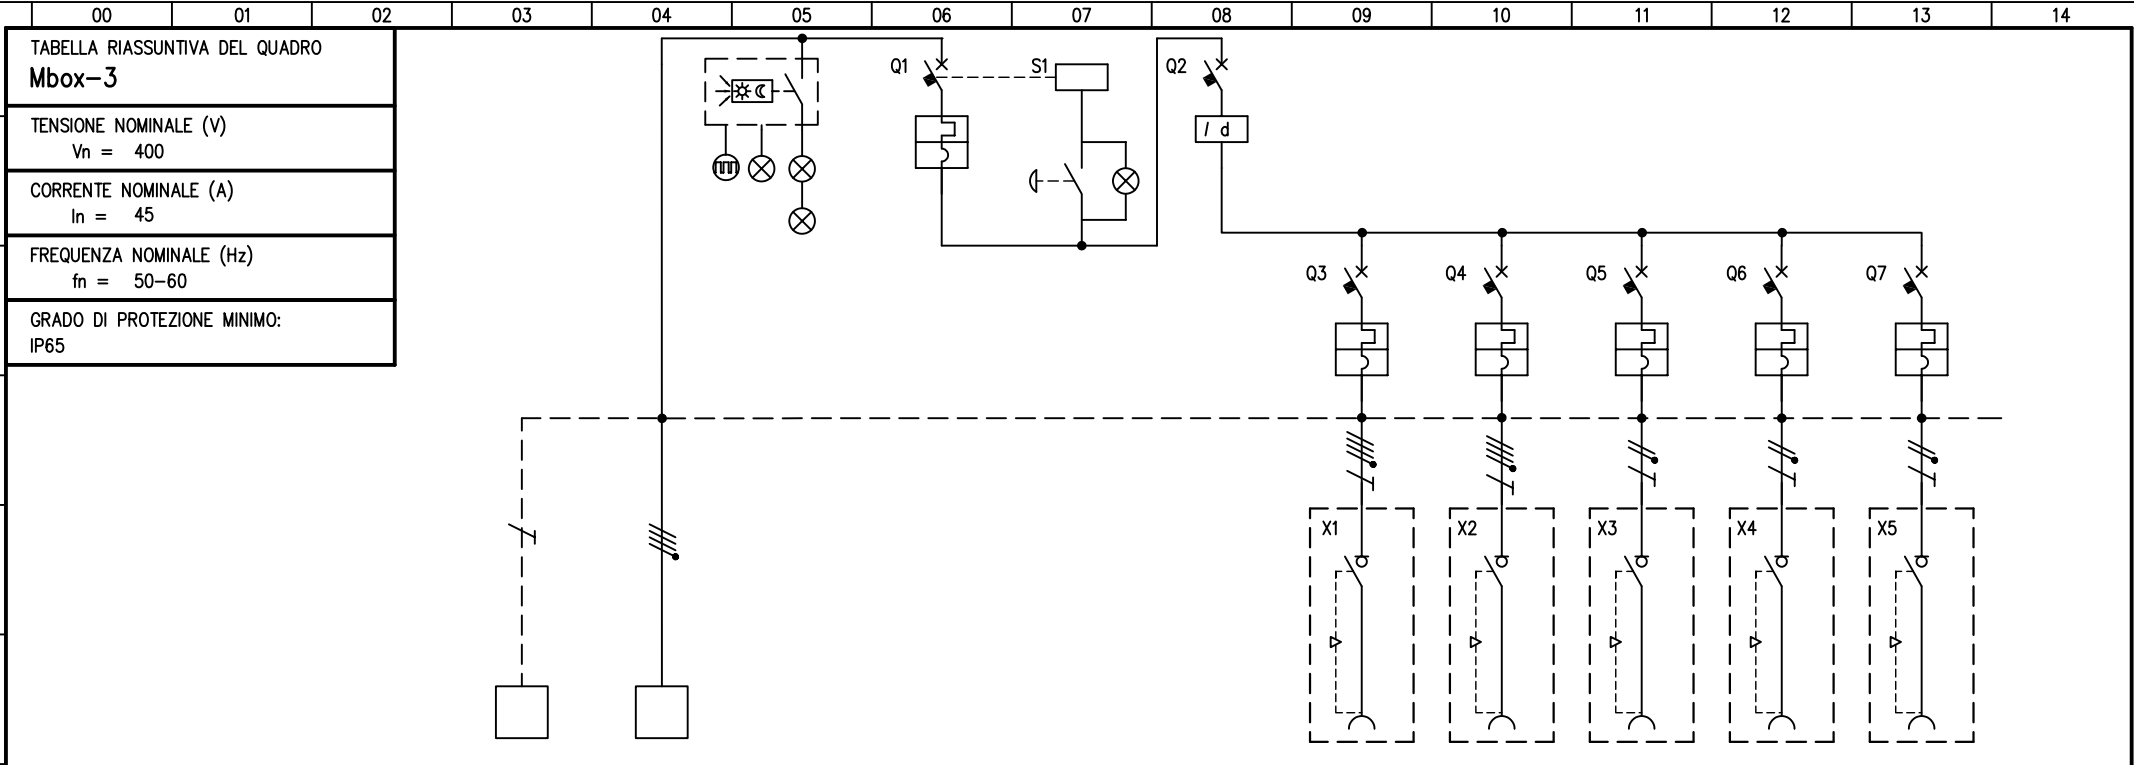 00 01 02 03 04 05 06 07 08 09 10 11 12 13 14
TABELLA RIASSUNTIVA DEL QUADRO
Mbox-3
TENSIONE NOMINALE (V)
Vn = 400
CORRENTE NOMINALE (A)
In = 45
FREQUENZA NOMINALE (Hz)
fn = 50-60
GRADO DI PROTEZIONE MINIMO:
IP65
Q1 S1 Q2
I d
Q3 Q4 Q5 Q6 Q7
X1 X2 X3 X4 X5